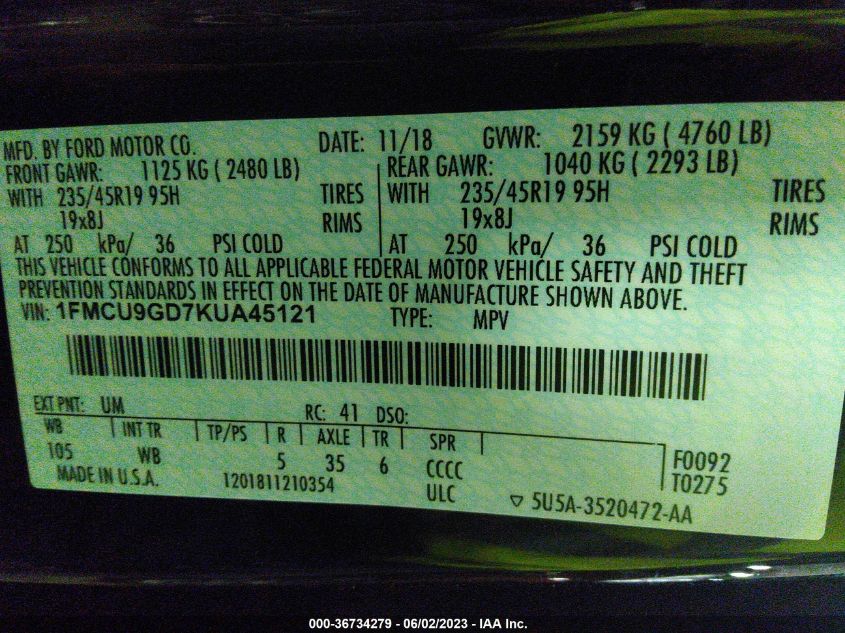 MFD. BY FORD MOTOR CO. DATE: 11/18 GVWR: 2159 KG ( 4760 LB)
FRONT GAWR: 1125 KG ( 2480 LB) REAR GAWR: 1040 KG ( 2293 LB)
WITH 235/45R19 95H TIRES WITH 235/45R19 95H TIRES
19x8J RIMS 19x8J RIMS
AT 250 kPa/ 36 PSI COLD AT 250 kPa/ 36 PSI COLD
THIS VEHICLE CONFORMS TO ALL APPLICABLE FEDERAL MOTOR VEHICLE SAFETY AND THEFT
PREVENTION STANDARDS IN EFFECT ON THE DATE OF MANUFACTURE SHOWN ABOVE.
VIN: 1FMCU9GD7KUA45121 TYPE: MPV
EXT PNT: UM RC: 41 DSO:
WB INT TR TP/PS R AXLE TR SPR
105 WB 5 35 6 CCCC F0092
MADE IN U.S.A. 1201811210354 ULC T0275
▽ 5U5A-3520472-AA
000-36734279 - 06/02/2023 - IAA Inc.